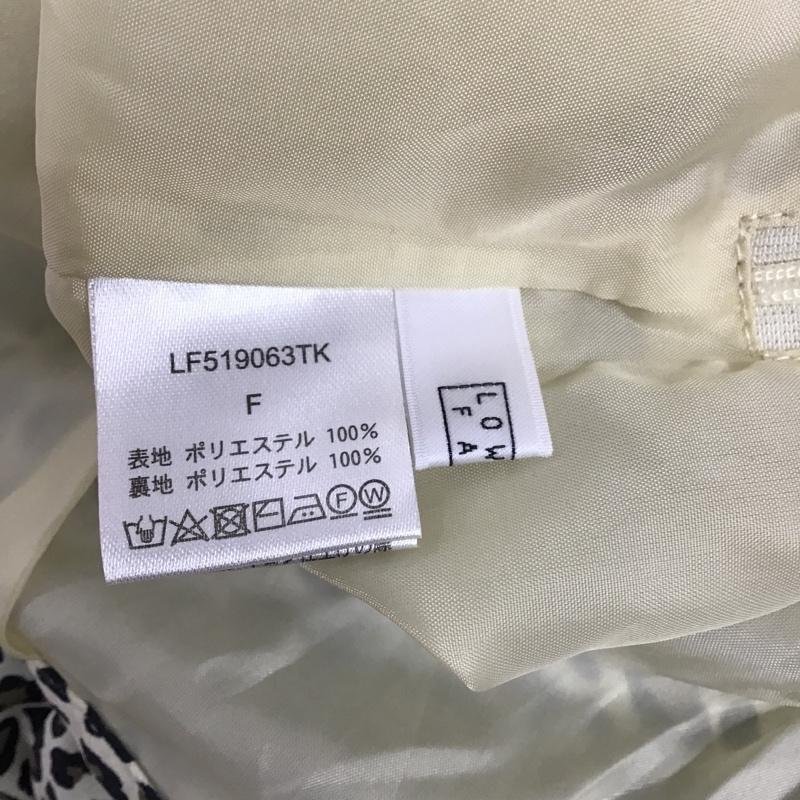 LF519063TK
F
表地 ポリエステル 100%
裏地 ポリエステル 100%
F W
LOW
FA